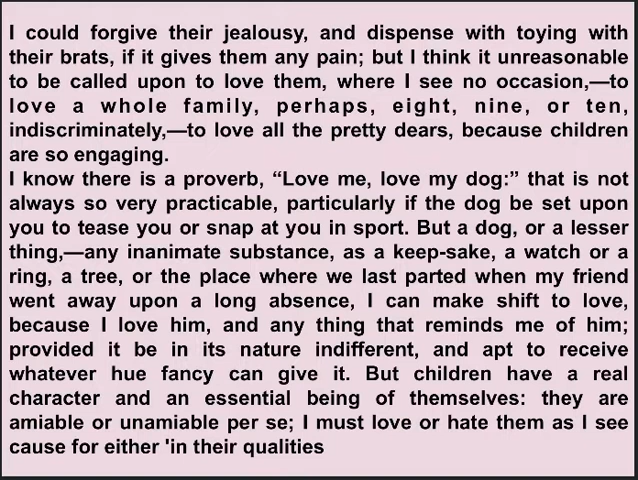 I could forgive their jealousy, and dispense with toying with
their brats, if it gives them any pain; but I think it unreasonable
to be called upon to love them, where I see no occasion,—to
love a whole family, perhaps, eight, nine, or ten,
indiscriminately,—to love all the pretty dears, because children
are so engaging.
I know there is a proverb, “Love me, love my dog:” that is not
always so very practicable, particularly if the dog be set upon
you to tease you or snap at you in sport. But a dog, or a lesser
thing,—any inanimate substance, as a keep-sake, a watch or a
ring, a tree, or the place where we last parted when my friend
went away upon a long absence, I can make shift to love,
because I love him, and any thing that reminds me of him;
provided it be in its nature indifferent, and apt to receive
whatever hue fancy can give it. But children have a real
character and an essential being of themselves: they are
amiable or unamiable per se; I must love or hate them as I see
cause for either 'in their qualities